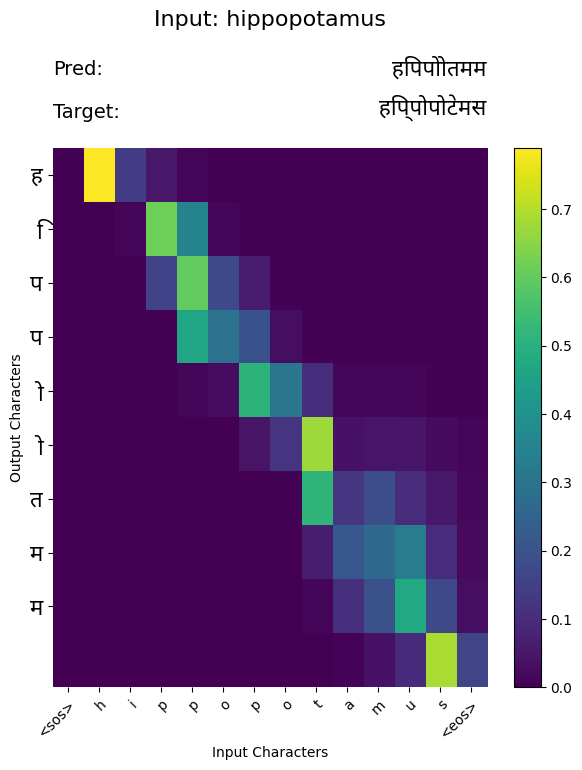 Input: hippopotamus
Pred: हिपपोोतमम
Target: हिप्पोपोटेमस
ह
ि
प
प
ो
ो
त
म
म
Output Characters
<sos> h i p p o p o t a m u s <eos>
Input Characters
0.7
0.6
0.5
0.4
0.3
0.2
0.1
0.0